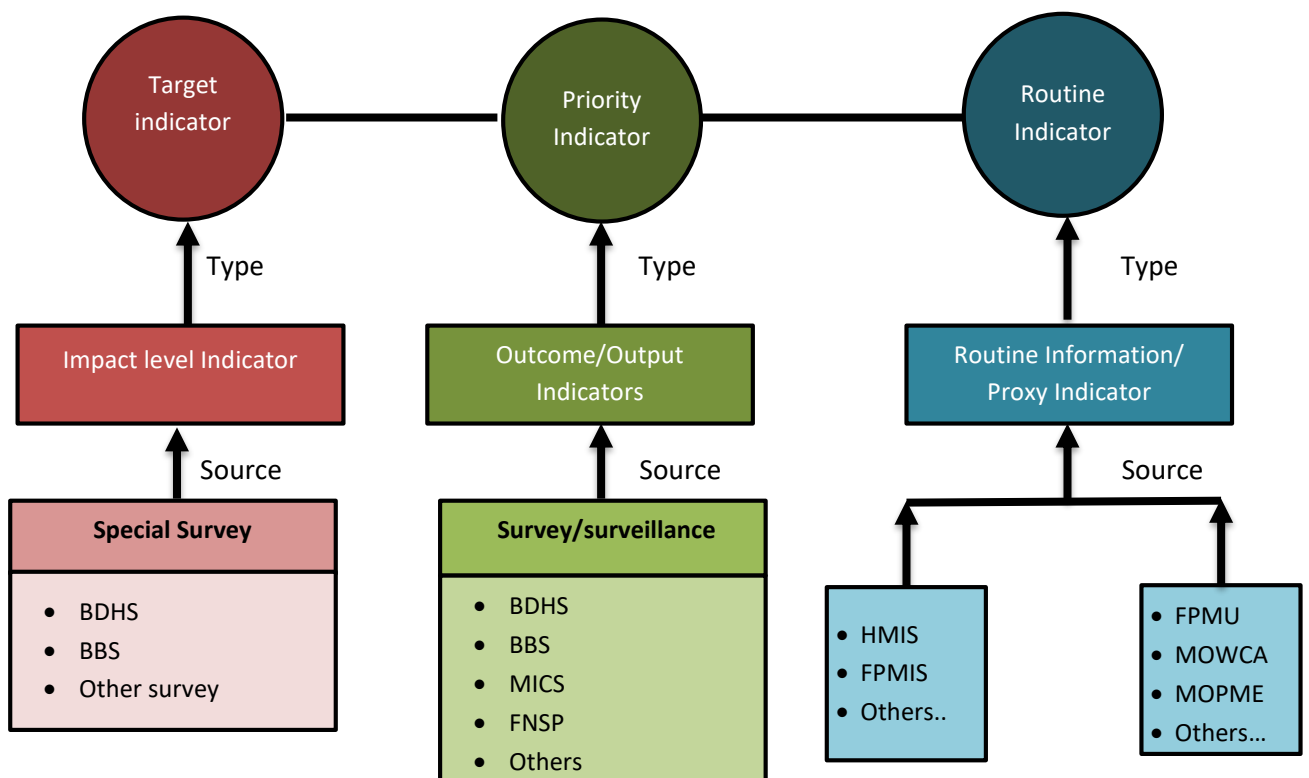 Target
indicator
Priority
Indicator
Routine
Indicator
Type
Type
Type
Impact level Indicator
Outcome/Output
Indicators
Routine Information/
Proxy Indicator
Source
Source
Source
Special Survey
• BDHS
• BBS
• Other survey
Survey/surveillance
• BDHS
• BBS
• MICS
• FNSP
• Others
• HMIS
• FPMIS
• Others..
• FPMU
• MOWCA
• MOPME
• Others...